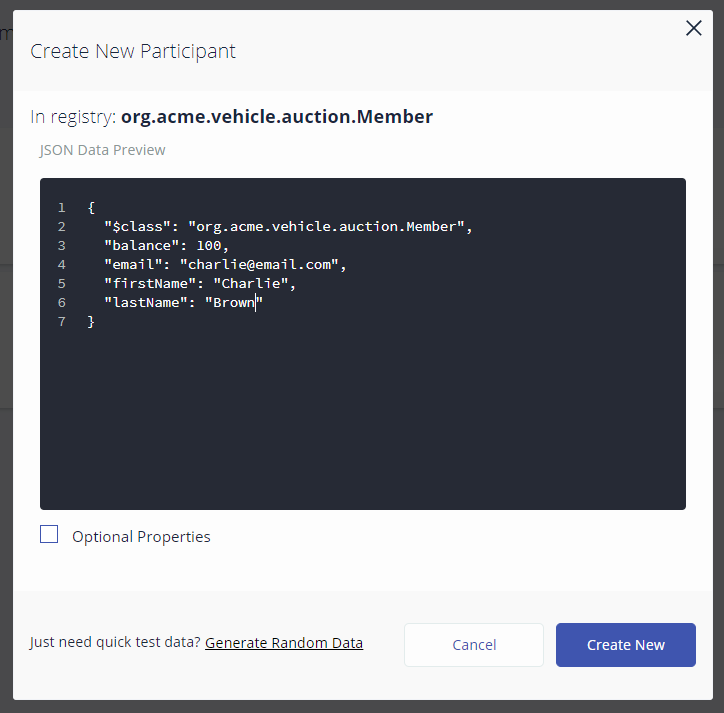 m
Create New Participant
In registry: org.acme.vehicle.auction.Member
JSON Data Preview
1 {
2 "$class": "org.acme.vehicle.auction.Member",
3 "balance": 100,
4 "email": "charlie@email.com",
5 "firstName": "Charlie",
6 "lastName": "Brown"
7 }
Optional Properties
Just need quick test data? Generate Random Data
Cancel
Create New